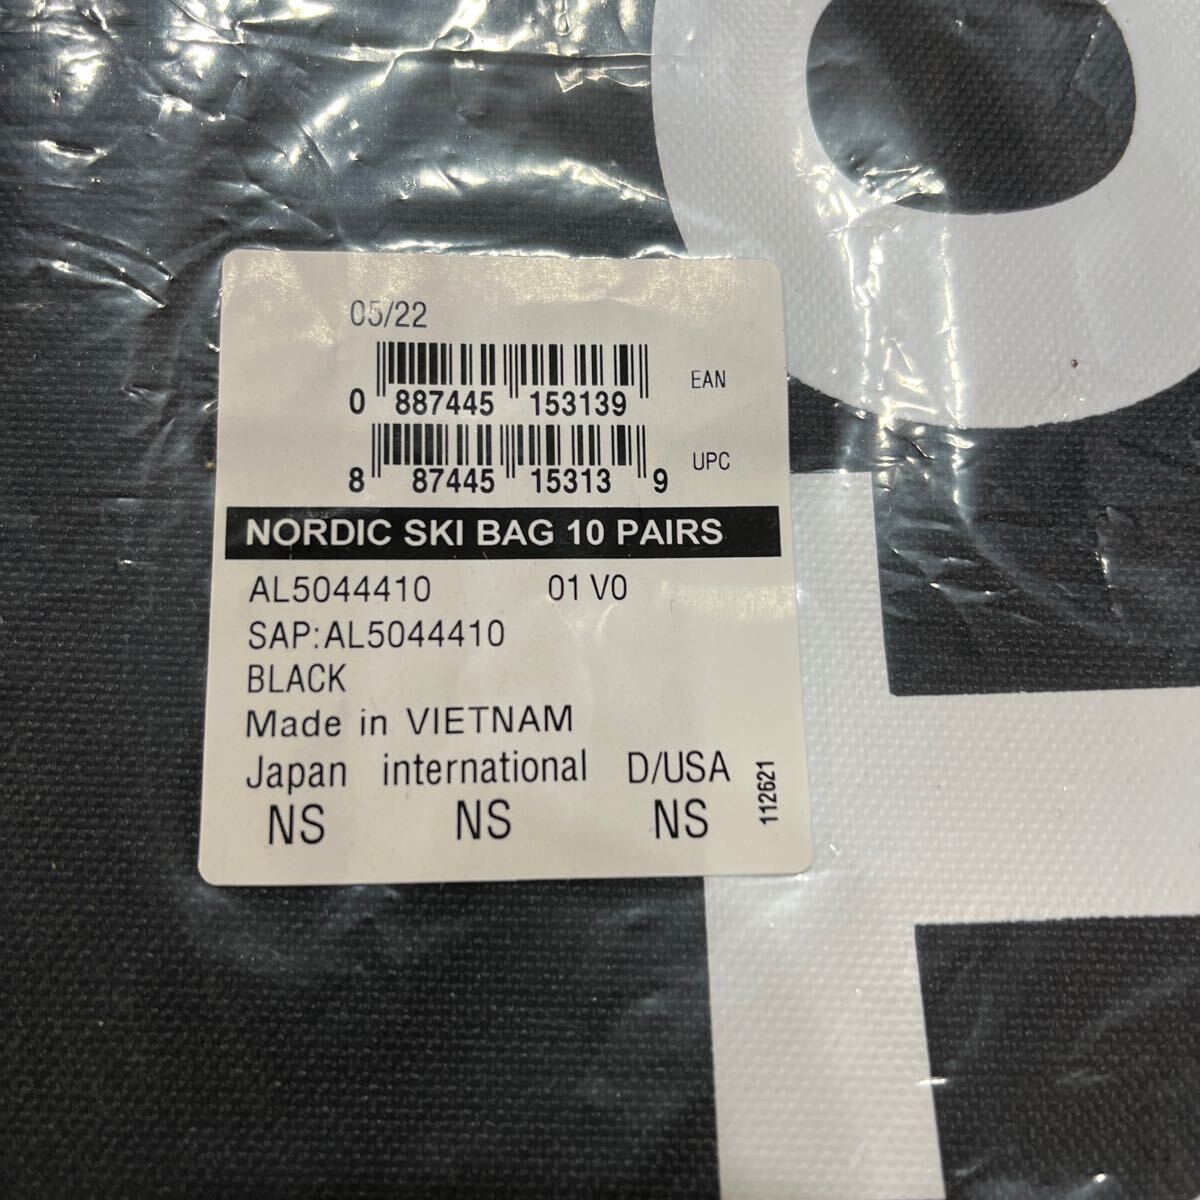 05/22
0 887445 153139 EAN
8 87445 15313 9 UPC
NORDIC SKI BAG 10 PAIRS
AL5044410 01 V0
SAP:AL5044410
BLACK
Made in VIETNAM
Japan international D/USA
NS NS NS
112621